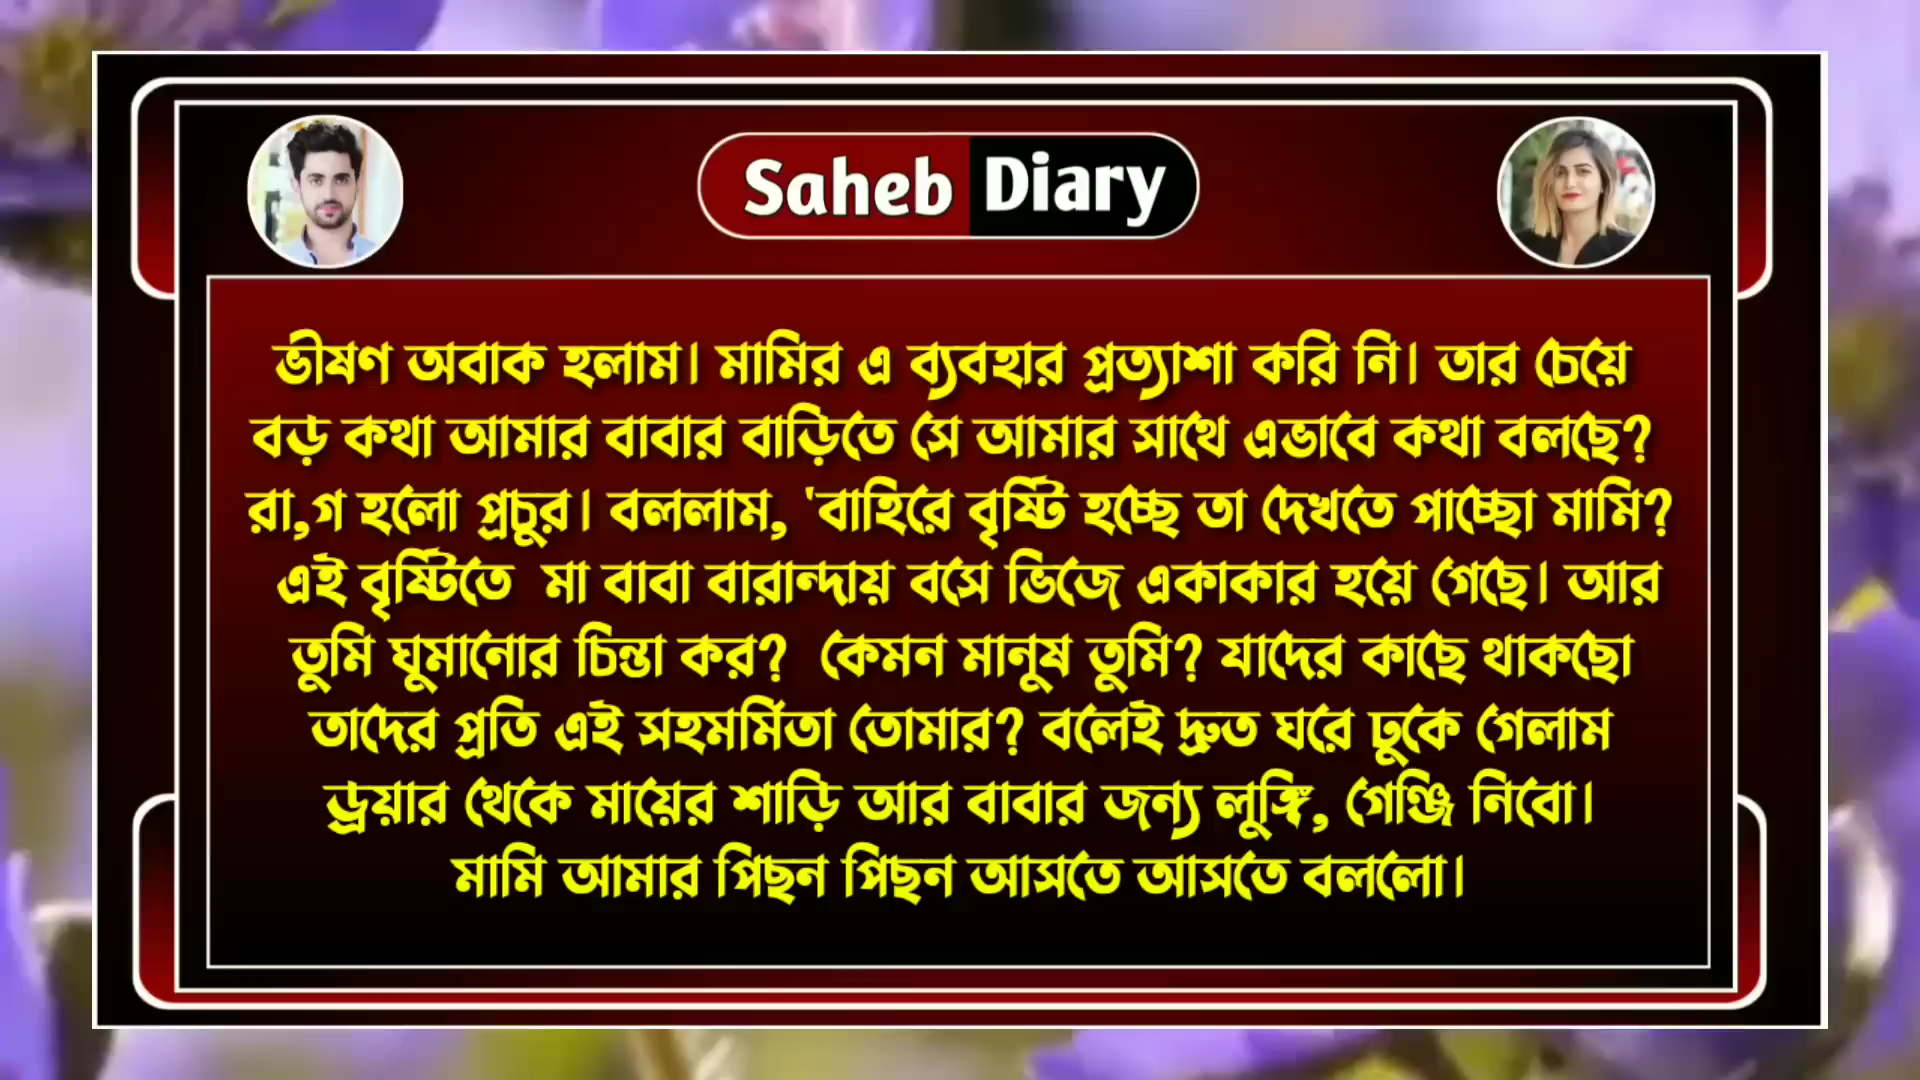 Saheb Diary
ভীষণ অবাক হলাম। মামির এ ব্যবহার প্রত্যাশা করি নি। তার চেয়ে
বড় কথা আমার বাবার বাড়িতে সে আমার সাথে এভাবে কথা বলছে?
রা,গ হলো প্রচুর। বললাম, 'বাহিরে বৃষ্টি হচ্ছে তা দেখতে পাচ্ছো মামি?
এই বৃষ্টিতে মা বাবা বারান্দায় বসে ভিজে একাকার হয়ে গেছে। আর
তুমি ঘুমানোর চিন্তা কর? কেমন মানুষ তুমি? যাদের কাছে থাকছো
তাদের প্রতি এই সহমর্মিতা তোমার? বলেই দ্রুত ঘরে ঢুকে গেলাম
ড্রয়ার থেকে মায়ের শাড়ি আর বাবার জন্য লুঙ্গি, গেঞ্জি নিবো।
মামি আমার পিছন পিছন আসতে আসতে বললো।